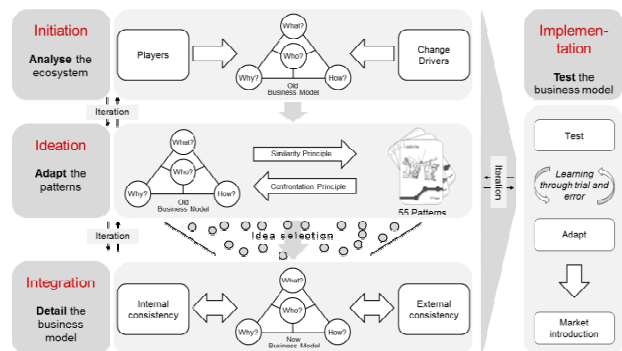 Initiation
Analyse the
ecosystem
Players
What?
Who?
Why?
How?
Old
Business Model
Change
Drivers
Implemen-
tation
Test the
business model
Iteration
Ideation
Adapt the
patterns
What?
Who?
Why?
How?
Old
Business Model
Similarity Principle
Confrontation Principle
55 Patterns
Iteration
Test
Learning
through trial and
error
Adapt
Market
introduction
Iteration
Idea selection
Integration
Detail the
business
model
Internal
consistency
What?
Who?
Why?
How?
New
Business Model
External
consistency